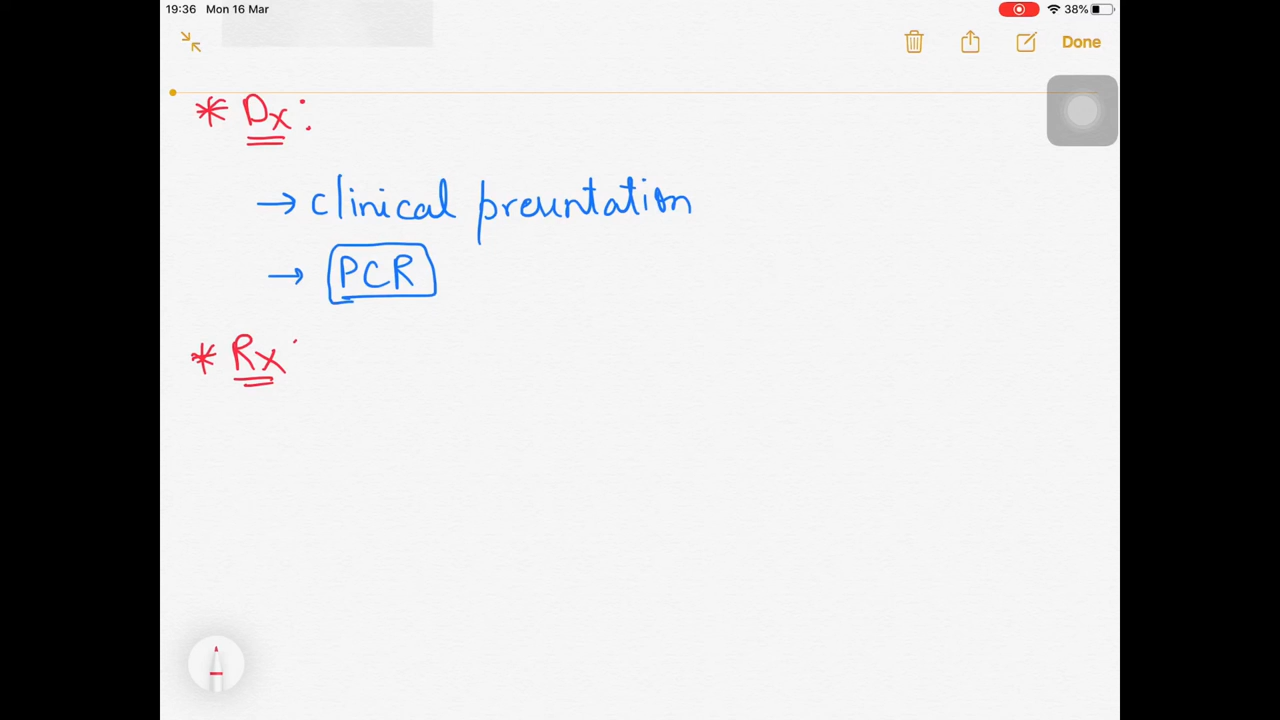 19:36 Mon 16 Mar 38%
Done
* Dx:
→ clinical presentation
→ PCR
* Rx